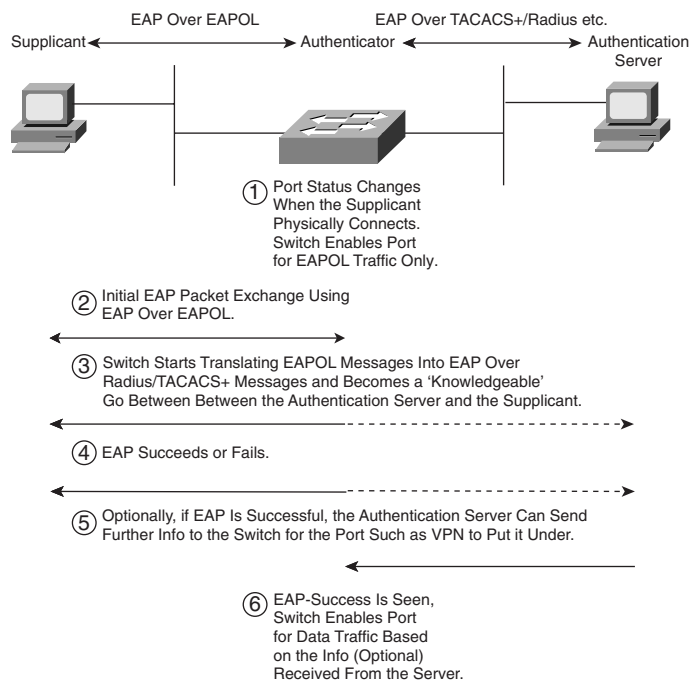 EAP Over EAPOL
EAP Over TACACS+/Radius etc.
Supplicant
Authenticator
Authentication
Server
1 Port Status Changes
When the Supplicant
Physically Connects.
Switch Enables Port
for EAPOL Traffic Only.
2 Initial EAP Packet Exchange Using
EAP Over EAPOL.
3 Switch Starts Translating EAPOL Messages Into EAP Over
Radius/TACACS+ Messages and Becomes a ‘Knowledgeable’
Go Between Between the Authentication Server and the Supplicant.
4 EAP Succeeds or Fails.
5 Optionally, if EAP Is Successful, the Authentication Server Can Send
Further Info to the Switch for the Port Such as VPN to Put it Under.
6 EAP-Success Is Seen,
Switch Enables Port
for Data Traffic Based
on the Info (Optional)
Received From the Server.